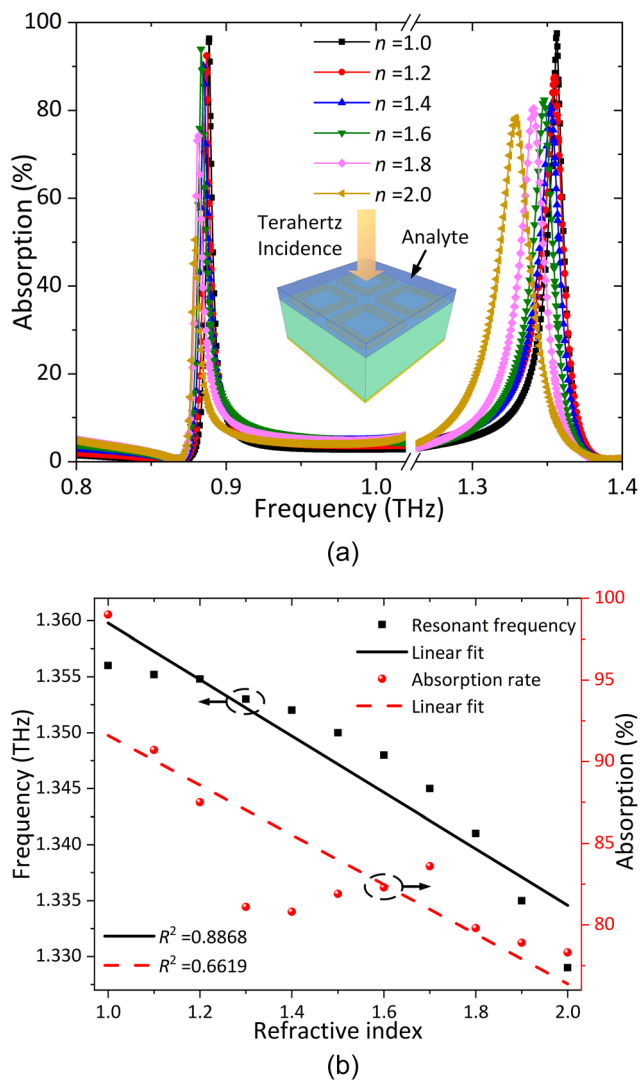 100
80
60
40
20
0
Absorption (%)
n =1.0
n =1.2
n =1.4
n =1.6
n =1.8
n =2.0
Terahertz
Incidence
Analyte
0.8 0.9 1.0 1.3 1.4
Frequency (THz)
(a)
1.360
1.355
1.350
1.345
1.340
1.335
1.330
Frequency (THz)
Resonant frequency
Linear fit
Absorption rate
Linear fit
R² =0.8868
R² =0.6619
100
95
90
85
80
Absorption (%)
1.0 1.2 1.4 1.6 1.8 2.0
Refractive index
(b)